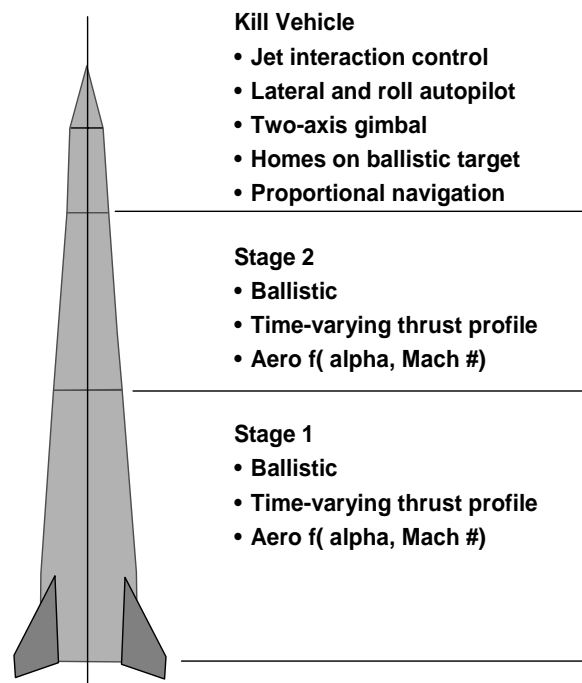 Kill Vehicle
• Jet interaction control
• Lateral and roll autopilot
• Two-axis gimbal
• Homes on ballistic target
• Proportional navigation
Stage 2
• Ballistic
• Time-varying thrust profile
• Aero f( alpha, Mach #)
Stage 1
• Ballistic
• Time-varying thrust profile
• Aero f( alpha, Mach #)